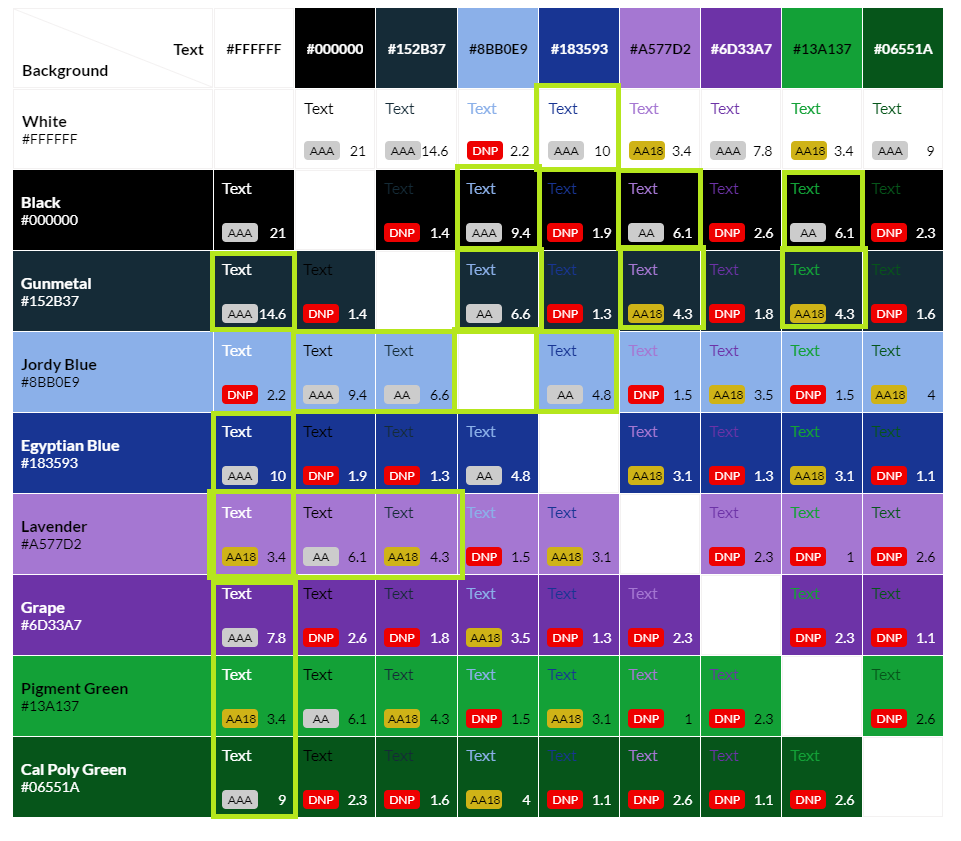 Text #FFFFFF #000000 #152B37 #8BB0E9 #183593 #A577D2 #6D33A7 #13A137 #06551A
Background
White Text Text Text Text Text Text Text Text
#FFFFFF
AAA 21 AAA 14.6 DNP 2.2 AAA 10 AA18 3.4 AAA 7.8 AA18 3.4 AAA 9
Black Text Text Text Text Text Text Text Text
#000000
AAA 21 DNP 1.4 AAA 9.4 DNP 1.9 AA 6.1 DNP 2.6 AA 6.1 DNP 2.3
Gunmetal Text Text Text Text Text Text Text Text
#152B37
AAA 14.6 DNP 1.4 AA 6.6 DNP 1.3 AA18 4.3 DNP 1.8 AA18 4.3 DNP 1.6
Jordy Blue Text Text Text Text Text Text Text Text
#8BB0E9
DNP 2.2 AAA 9.4 AA 6.6 AA 4.8 DNP 1.5 AA18 3.5 DNP 1.5 AA18 4
Egyptian Blue Text Text Text Text Text Text Text Text
#183593
AAA 10 DNP 1.9 DNP 1.3 AA 4.8 AA18 3.1 DNP 1.3 AA18 3.1 DNP 1.1
Lavender Text Text Text Text Text Text Text Text
#A577D2
AA18 3.4 AA 6.1 AA18 4.3 DNP 1.5 AA18 3.1 DNP 2.3 DNP 1 DNP 2.6
Grape Text Text Text Text Text Text Text Text
#6D33A7
AAA 7.8 DNP 2.6 DNP 1.8 AA18 3.5 DNP 1.3 DNP 2.3 DNP 2.3 DNP 1.1
Pigment Green Text Text Text Text Text Text Text Text
#13A137
AA18 3.4 AA 6.1 AA18 4.3 DNP 1.5 AA18 3.1 DNP 1 DNP 2.3 DNP 2.6
Cal Poly Green Text Text Text Text Text Text Text Text
#06551A
AAA 9 DNP 2.3 DNP 1.6 AA18 4 DNP 1.1 DNP 2.6 DNP 1.1 DNP 2.6